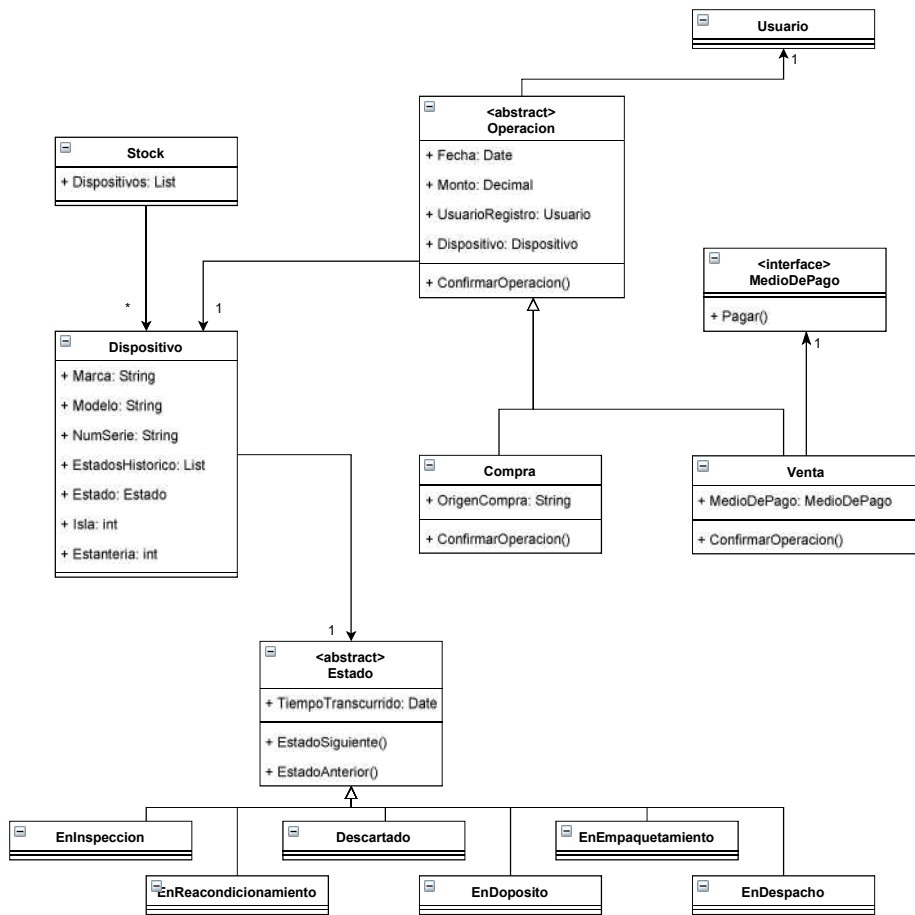 Usuario
1
<abstract>
Operacion
+ Fecha: Date
+ Monto: Decimal
+ UsuarioRegistro: Usuario
+ Dispositivo: Dispositivo
+ ConfirmarOperacion()
Stock
+ Dispositivos: List
*
1
<interface>
MedioDePago
+ Pagar()
1
Dispositivo
+ Marca: String
+ Modelo: String
+ NumSerie: String
+ EstadosHistorico: List
+ Estado: Estado
+ Isla: int
+ Estanteria: int
Compra
+ OrigenCompra: String
+ ConfirmarOperacion()
Venta
+ MedioDePago: MedioDePago
+ ConfirmarOperacion()
1
<abstract>
Estado
+ TiempoTranscurrido: Date
+ EstadoSiguiente()
+ EstadoAnterior()
EnInspeccion
Descartado
EnEmpaquetamiento
EnReacondicionamiento
EnDoposito
EnDespacho